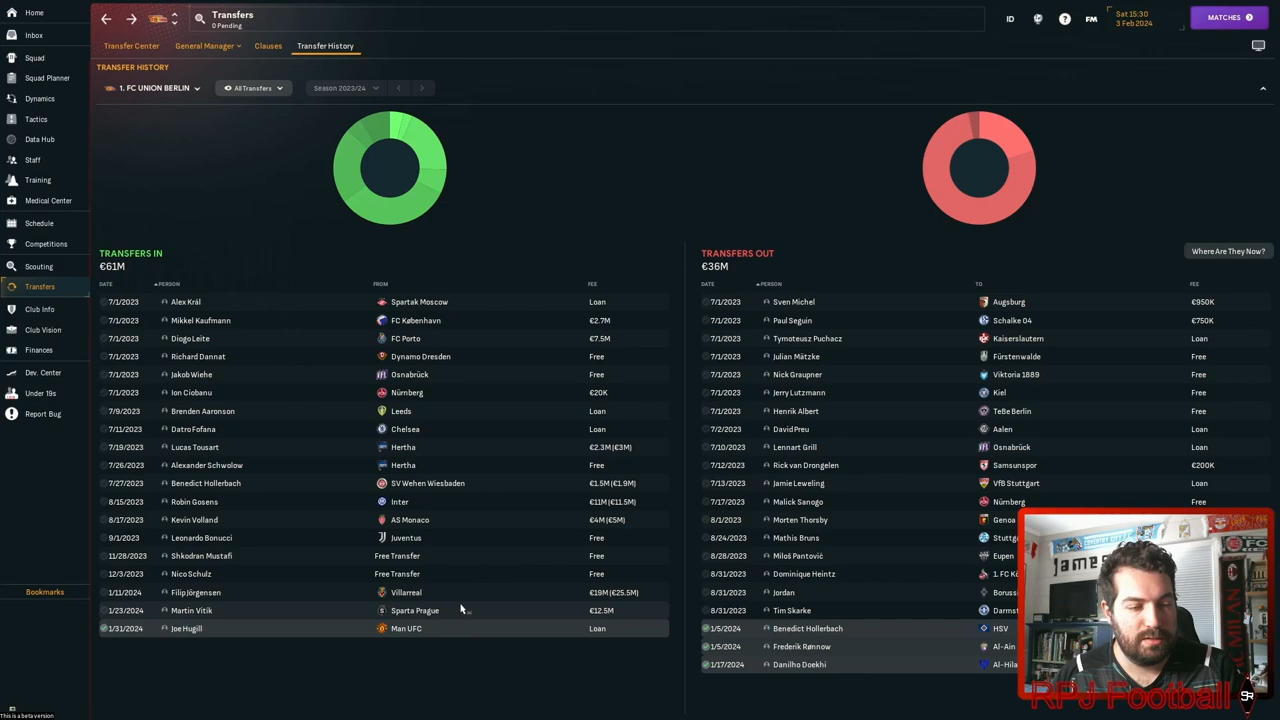 Home
Inbox
Squad
Squad Planner
Dynamics
Tactics
Data Hub
Staff
Training
Medical Center
Schedule
Competitions
Scouting
Transfers
Club Info
Club Vision
Finances
Dev. Center
Under 19s
Report Bug
Bookmarks
This is a beta version
Transfers
0 Pending
ID
?
FM
Sat 15:30
3 Feb 2024
MATCHES
Transfer Center General Manager Clauses Transfer History
TRANSFER HISTORY
1. FC UNION BERLIN All Transfers Season 2023/24
TRANSFERS IN
€61M
DATE PERSON FROM FEE
7/1/2023 Alex Král Spartak Moscow Loan
7/1/2023 Mikkel Kaufmann FC København €2.7M
7/1/2023 Diogo Leite FC Porto €7.5M
7/1/2023 Richard Dannat Dynamo Dresden Free
7/1/2023 Jakob Wiehe Osnabrück Free
7/1/2023 Ion Ciobanu Nürnberg €20K
7/9/2023 Brenden Aaronson Leeds Loan
7/11/2023 Datro Fofana Chelsea Loan
7/19/2023 Lucas Tousart Hertha €2.3M (€3M)
7/26/2023 Alexander Schwolow Hertha Free
7/27/2023 Benedict Hollerbach SV Wehen Wiesbaden €1.5M (€1.9M)
8/15/2023 Robin Gosens Inter €11M (€11.5M)
8/17/2023 Kevin Volland AS Monaco €4M (€5M)
9/1/2023 Leonardo Bonucci Juventus Free
11/28/2023 Shkodran Mustafi Free Transfer Free
12/3/2023 Nico Schulz Free Transfer Free
1/11/2024 Filip Jörgensen Villarreal €19M (€25.5M)
1/23/2024 Martin Vitík Sparta Prague €12.5M
1/31/2024 Joe Hugill Man UFC Loan
TRANSFERS OUT
€36M
Where Are They Now?
DATE PERSON TO FEE
7/1/2023 Sven Michel Augsburg €950K
7/1/2023 Paul Seguin Schalke 04 €750K
7/1/2023 Tymoteusz Puchacz Kaiserslautern Loan
7/1/2023 Julian Mätzke Fürstenwalde Free
7/1/2023 Nick Graupner Viktoria 1889 Free
7/1/2023 Jerry Lutzmann Kiel Free
7/1/2023 Henrik Albert TeBe Berlin Free
7/2/2023 David Preu Aalen Loan
7/10/2023 Lennart Grill Osnabrück Loan
7/12/2023 Rick van Drongelen Samsunspor €200K
7/13/2023 Jamie Leweling VfB Stuttgart Loan
7/17/2023 Malick Sanogo Nürnberg Free
8/1/2023 Morten Thorsby Genoa
8/24/2023 Mathis Bruns Stuttg
8/28/2023 Miloš Pantović Eupen
8/31/2023 Dominique Heintz 1. FC Kö
8/31/2023 Jordan Boruss
8/31/2023 Tim Skarke Darmst
1/5/2024 Benedict Hollerbach HSV
1/5/2024 Frederik Rønnow Al-Ain
1/17/2024 Danilho Doekhi Al-Hila
RPJ Football